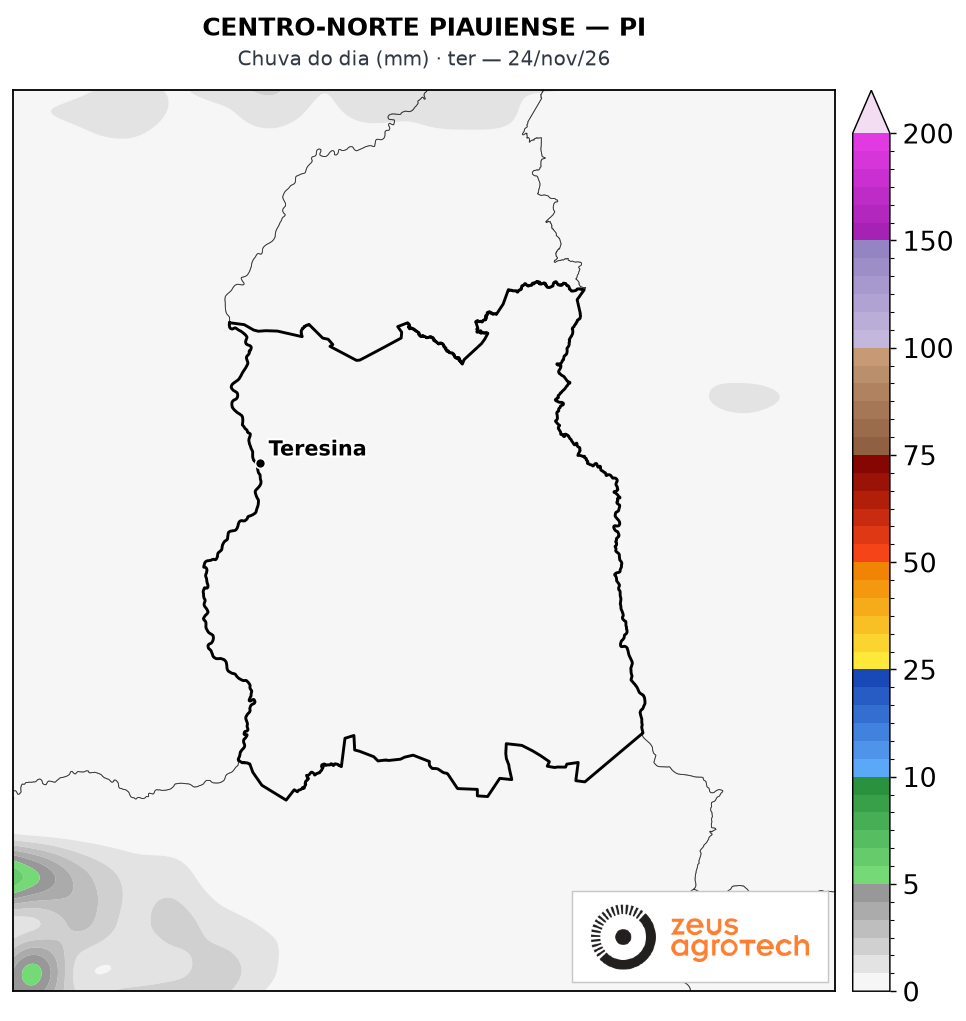 CENTRO-NORTE PIAUIENSE — PI
Chuva do dia (mm) · ter — 24/nov/26
200
150
100
75
50
25
10
5
0
Teresina
zeus
agrotech